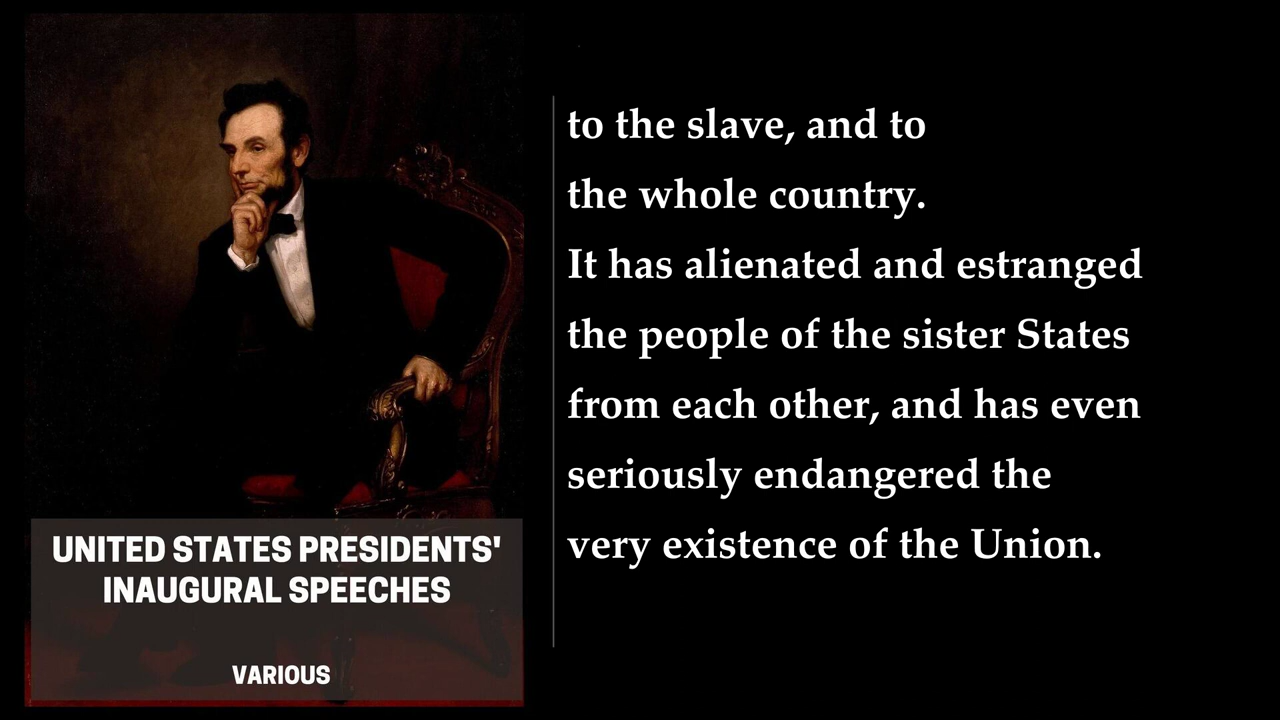 to the slave, and to
the whole country.
It has alienated and estranged
the people of the sister States
from each other, and has even
seriously endangered the
very existence of the Union.
UNITED STATES PRESIDENTS'
INAUGURAL SPEECHES
VARIOUS